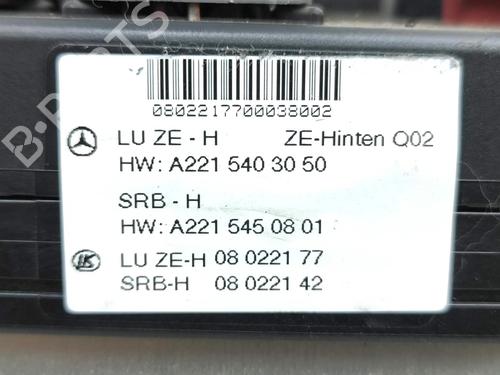 0802217700038002
LU ZE - H ZE-Hinten Q02
HW: A221 540 30 50
SRB - H
HW: A221 545 08 01
LK LU ZE-H 08 0221 77
SRB-H 08 0221 42